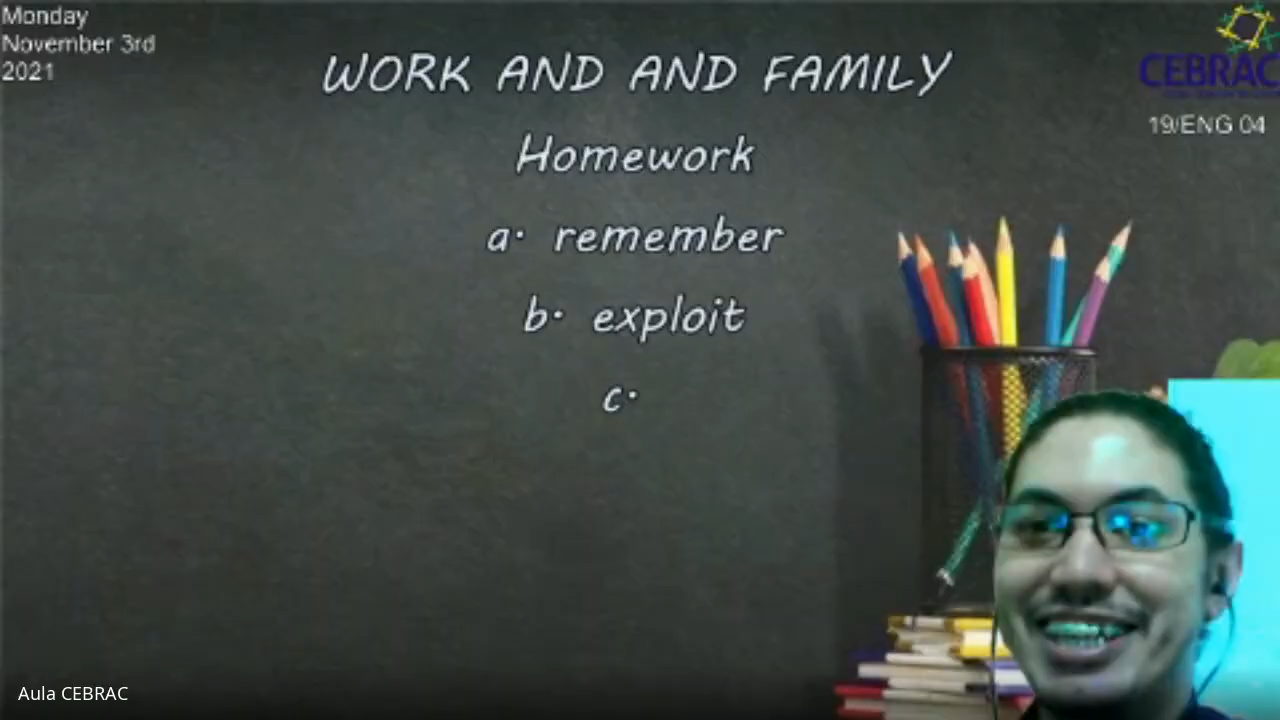 Monday
November 3rd
2021
WORK AND AND FAMILY
CEBRAC
19/ENG 04
Homework
a. remember
b. exploit
c.
Aula CEBRAC